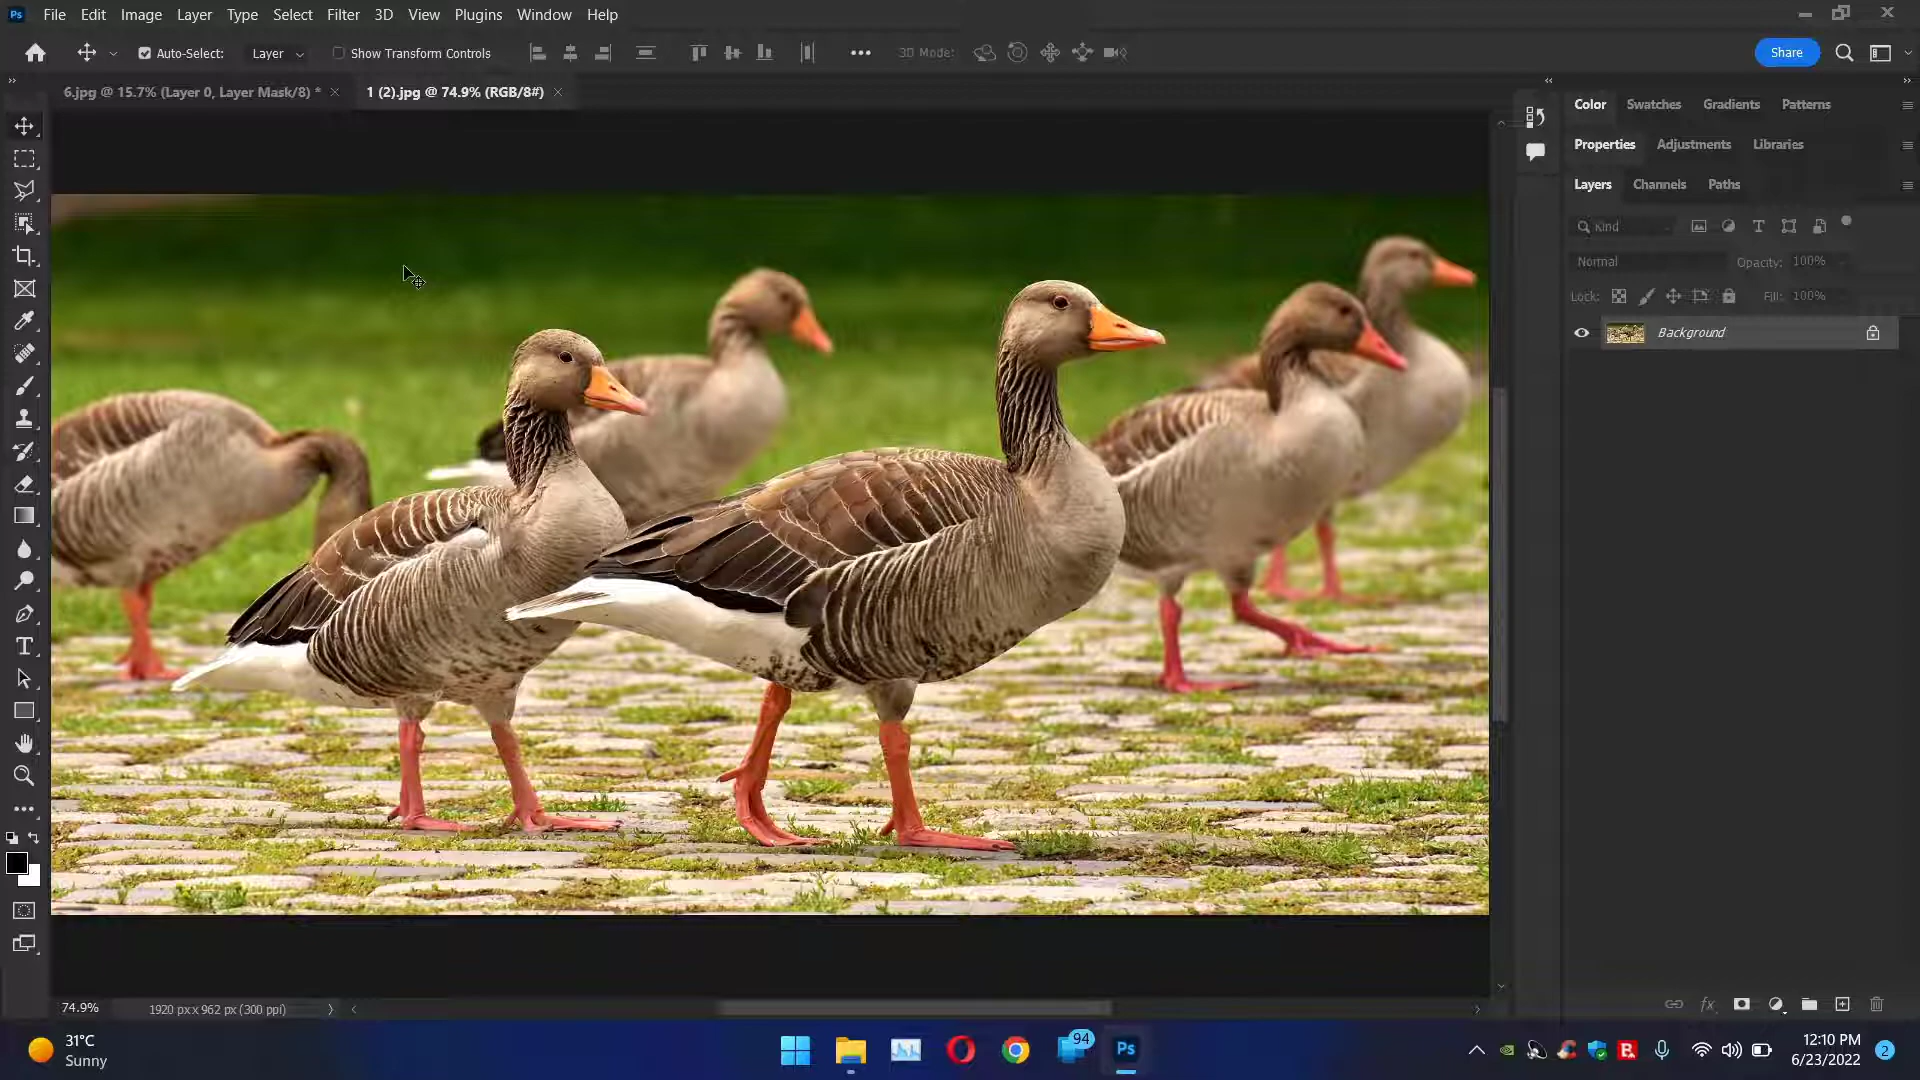 Ps File Edit Image Layer Type Select Filter 3D View Plugins Window Help
Auto-Select: Layer Show Transform Controls 3D Mode: Share
6.jpg @ 15.7% (Layer 0, Layer Mask/8) * 1 (2).jpg @ 74.9% (RGB/8#)
Color Swatches Gradients Patterns
Properties Adjustments Libraries
Layers Channels Paths
Kind
Normal Opacity: 100%
Lock: Fill: 100%
Background
fx
74.9% 1920 px x 962 px (300 ppi)
31°C
Sunny
94
Ps
12:10 PM
6/23/2022
2